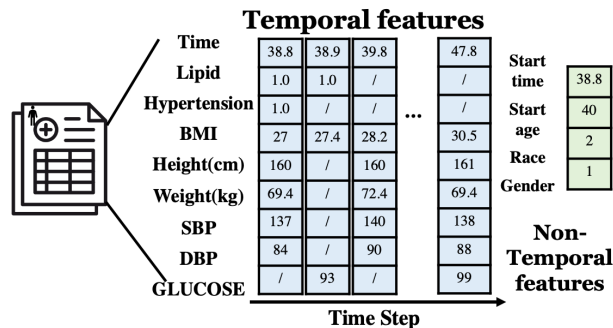 Temporal features
Time 38.8 38.9 39.8 47.8
Lipid 1.0 1.0 / /
Hypertension 1.0 / / /
BMI 27 27.4 28.2 30.5
Height(cm) 160 / 160 161
Weight(kg) 69.4 / 72.4 69.4
SBP 137 / 140 138
DBP 84 / 90 88
GLUCOSE / 93 / 99
...
Time Step
Start
time 38.8
Start
age 40
Race 2
Gender 1
Non-
Temporal
features